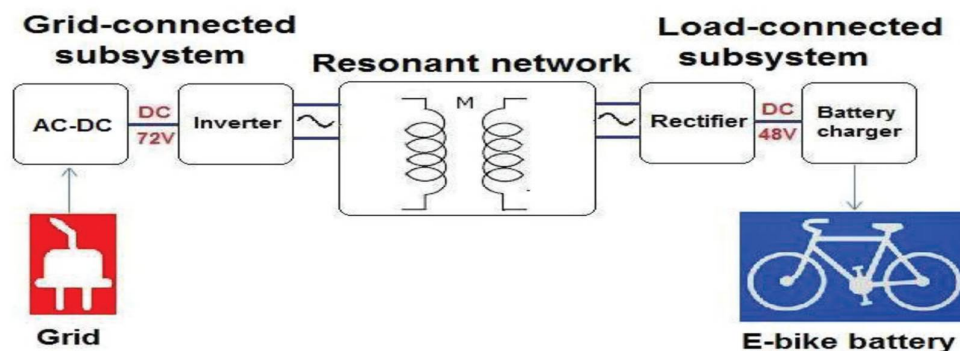 Grid-connected
subsystem
Resonant network
Load-connected
subsystem
AC-DC
DC
72V
Inverter
M
Rectifier
DC
48V
Battery
charger
Grid
E-bike battery